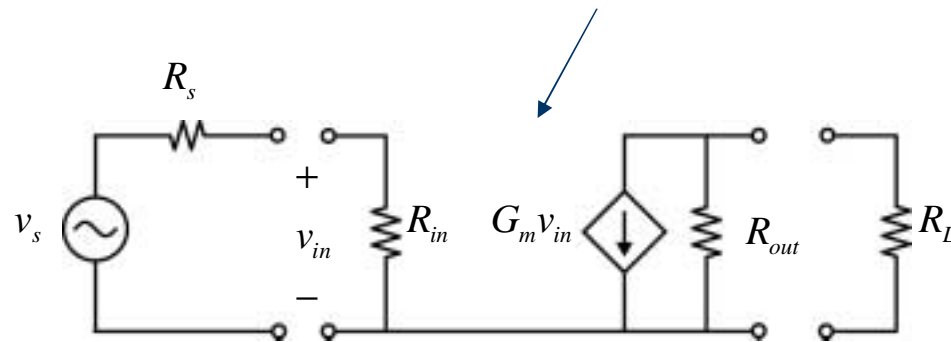 R_s
+
v_s
v_in
R_in
G_m v_in
R_out
R_L
−